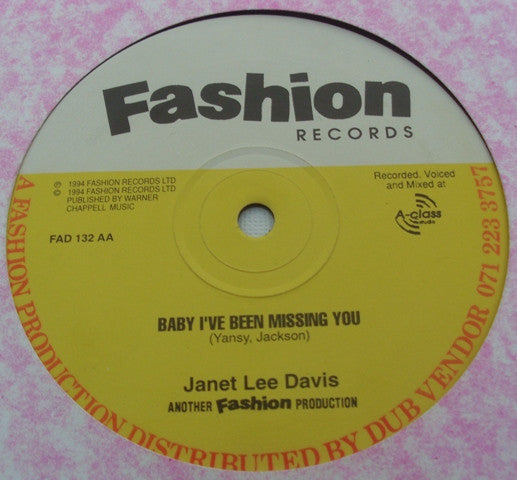 Fashion
RECORDS
℗ 1994 FASHION RECORDS LTD
© 1994 FASHION RECORDS LTD
PUBLISHED BY WARNER
CHAPPELL MUSIC
Recorded, Voiced
and Mixed at
A-class
studio
FAD 132 AA
BABY I'VE BEEN MISSING YOU
(Yansy, Jackson)
Janet Lee Davis
ANOTHER Fashion PRODUCTION
A FASHION PRODUCTION DISTRIBUTED BY DUB VENDOR 071 223 3757